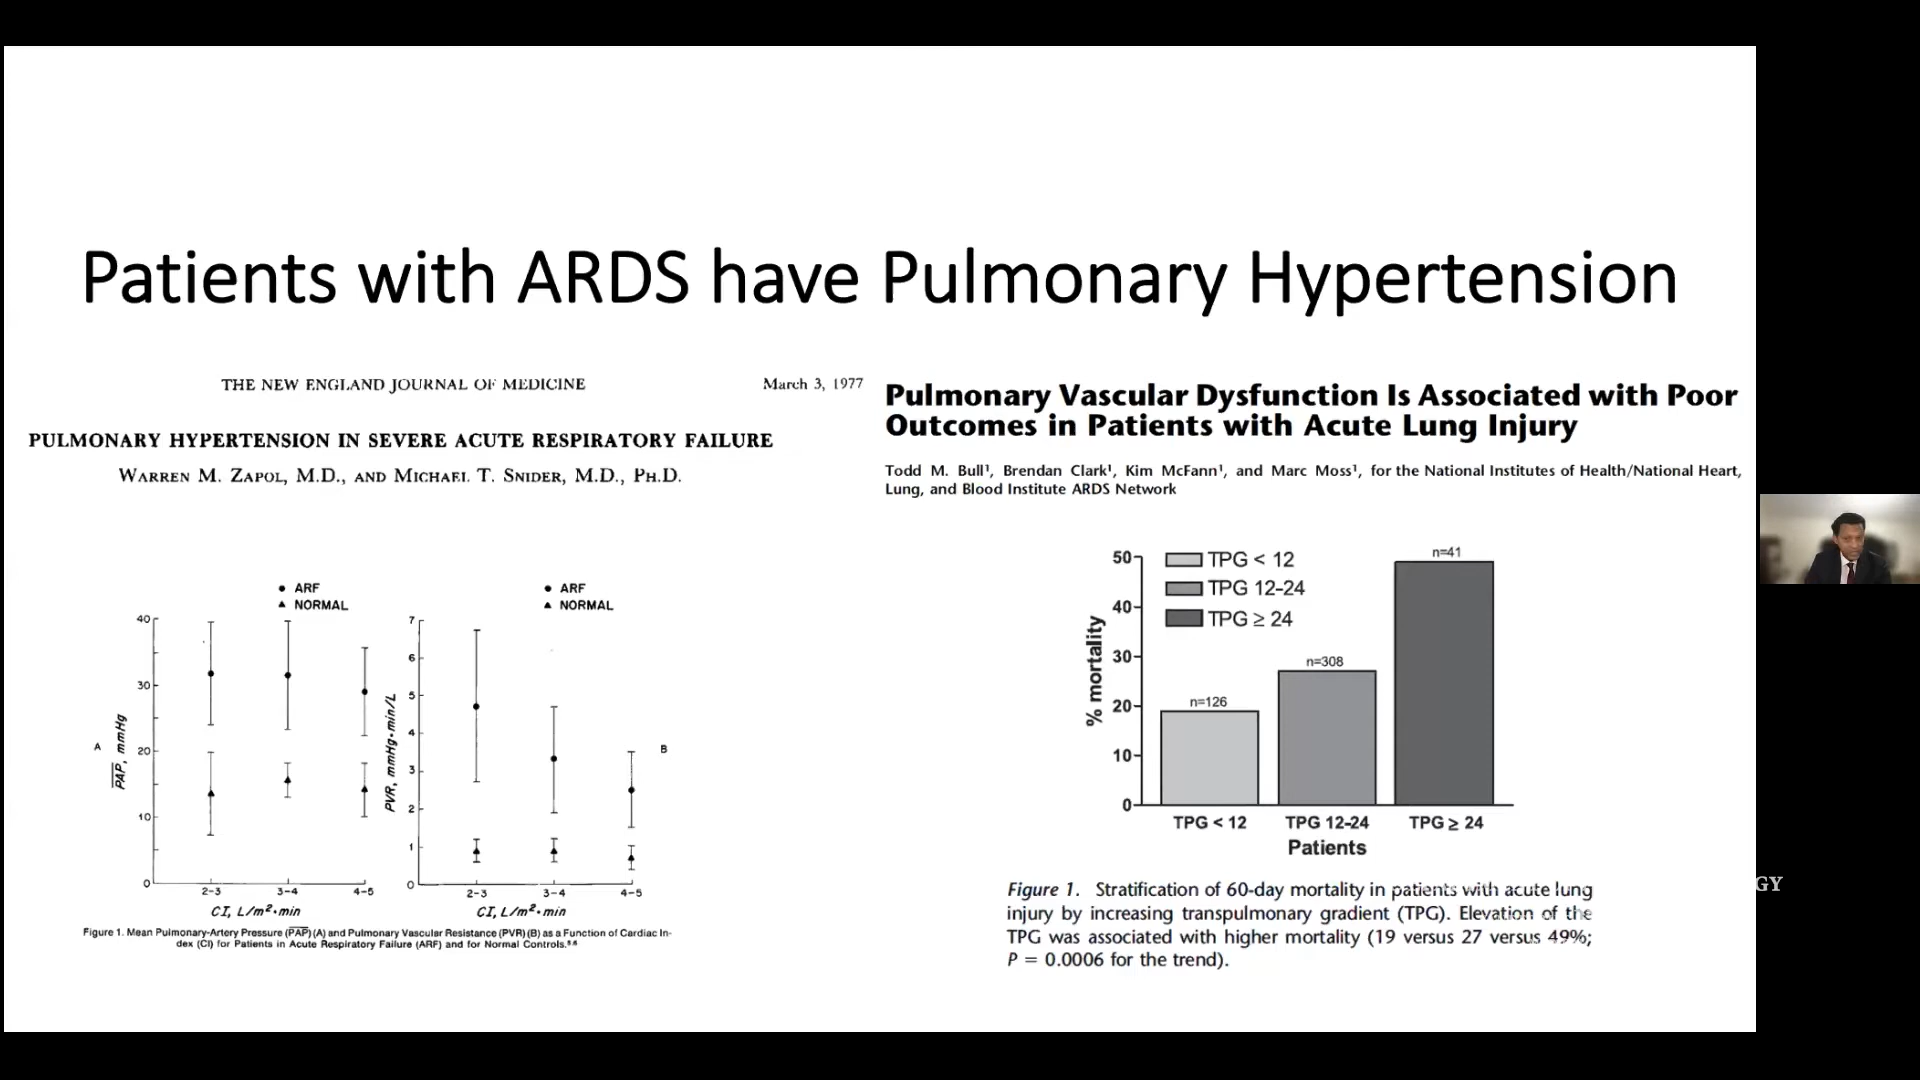 Patients with ARDS have Pulmonary Hypertension
THE NEW ENGLAND JOURNAL OF MEDICINE
March 3, 1977
PULMONARY HYPERTENSION IN SEVERE ACUTE RESPIRATORY FAILURE
WARREN M. ZAPOL, M.D., AND MICHAEL T. SNIDER, M.D., PH.D.
ARF
NORMAL
40
30
20
10
0
A
PAP, mmHg
2-3
3-4
4-5
CI, L/m²•min
ARF
NORMAL
7
6
5
4
3
2
1
0
PVR, mmHg•min/L
B
2-3
3-4
4-5
CI, L/m²•min
Figure 1. Mean Pulmonary-Artery Pressure (PAP) (A) and Pulmonary Vascular Resistance (PVR) (B) as a Function of Cardiac In-
dex (CI) for Patients in Acute Respiratory Failure (ARF) and for Normal Controls.⁵,⁶
Pulmonary Vascular Dysfunction Is Associated with Poor
Outcomes in Patients with Acute Lung Injury
Todd M. Bull¹, Brendan Clark¹, Kim McFann¹, and Marc Moss¹, for the National Institutes of Health/National Heart,
Lung, and Blood Institute ARDS Network
50
40
30
20
10
0
% mortality
TPG < 12
TPG 12-24
TPG ≥ 24
n=126
n=308
n=41
TPG < 12
TPG 12-24
TPG ≥ 24
Patients
Figure 1. Stratification of 60-day mortality in patients with acute lung
injury by increasing transpulmonary gradient (TPG). Elevation of the
TPG was associated with higher mortality (19 versus 27 versus 49%;
P = 0.0006 for the trend).
GY